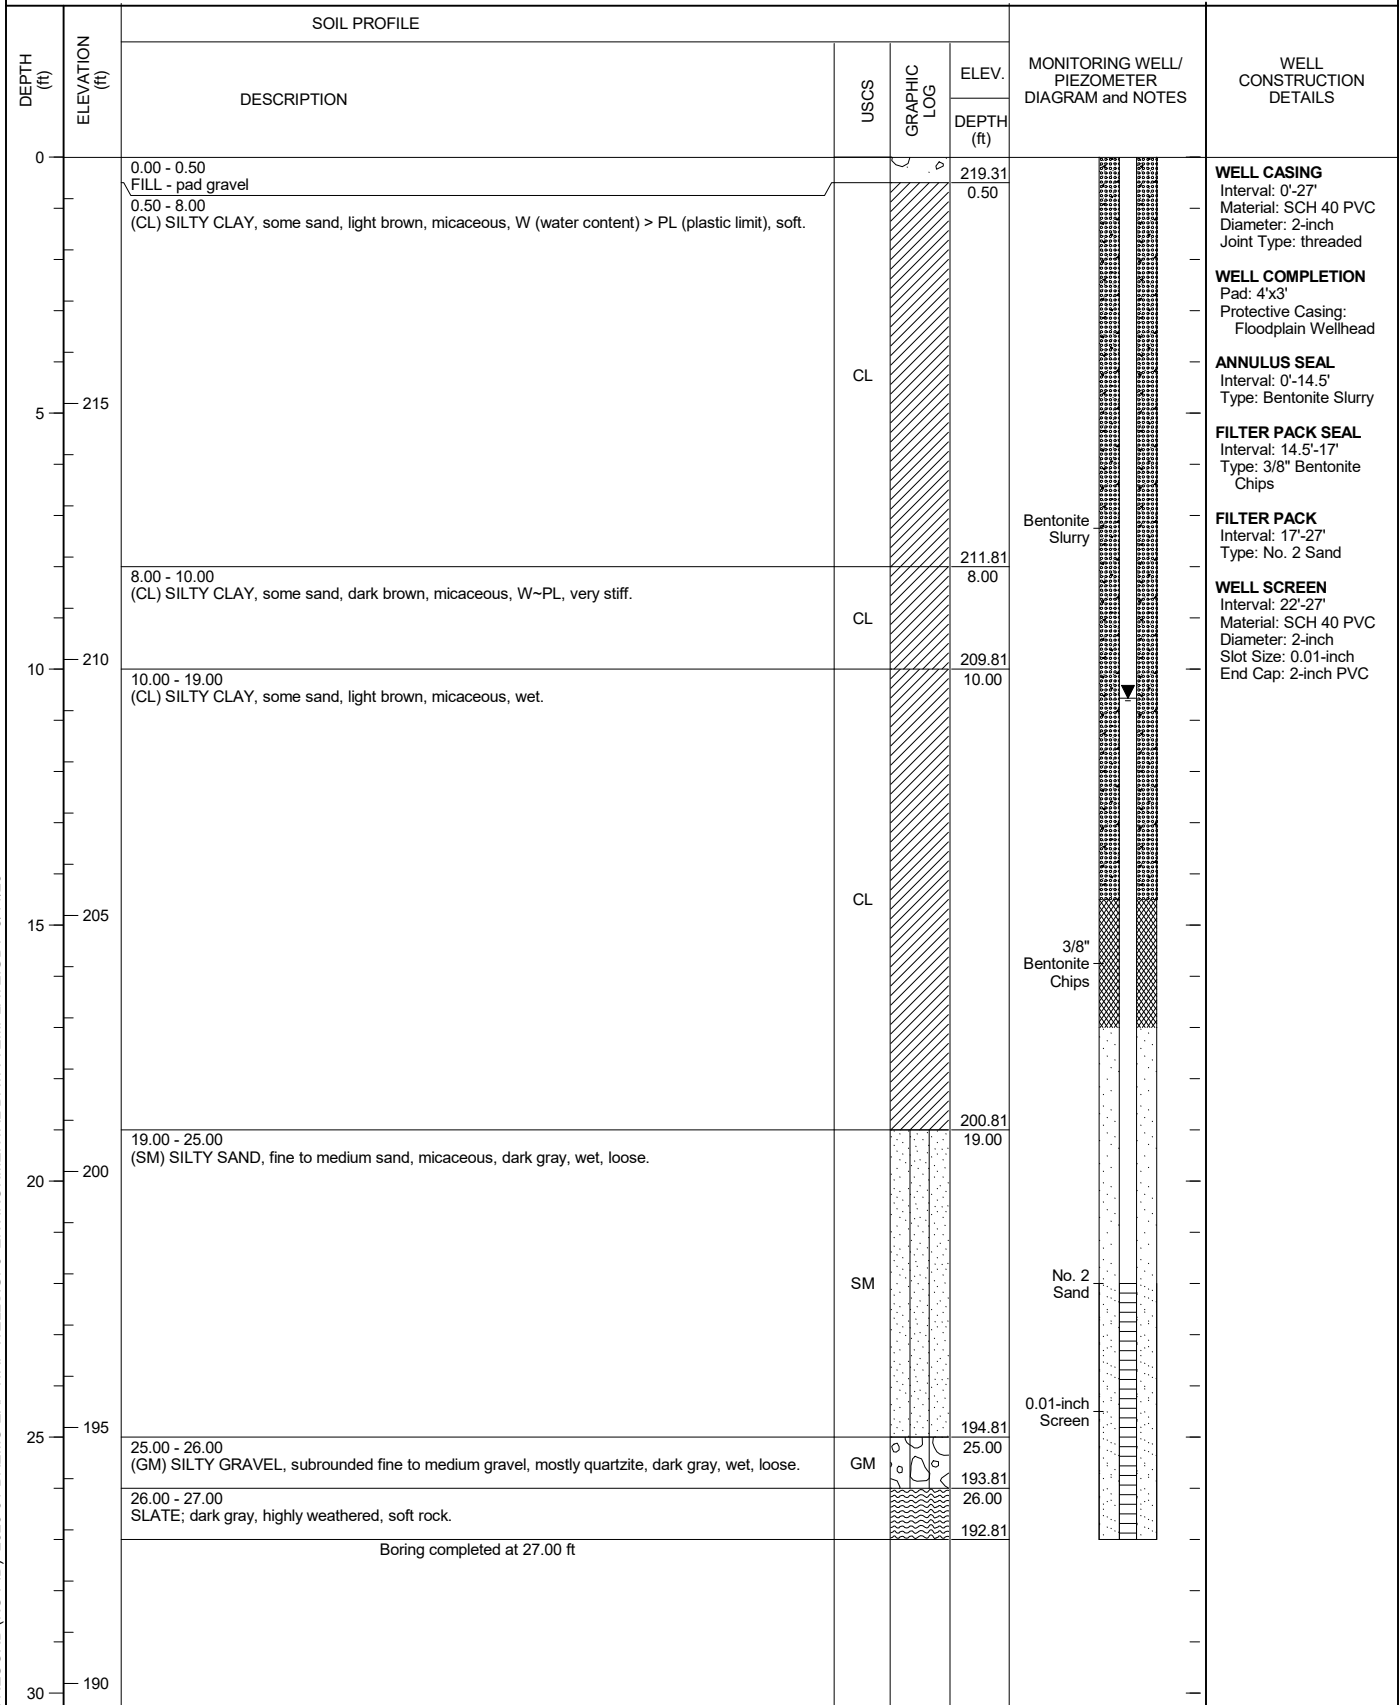 SOIL PROFILE
DEPTH
(ft)
ELEVATION
(ft)
DESCRIPTION
USCS
GRAPHIC
LOG
ELEV.
DEPTH
(ft)
MONITORING WELL/
PIEZOMETER
DIAGRAM and NOTES
WELL
CONSTRUCTION
DETAILS
0
0.00 - 0.50
FILL - pad gravel
219.31
0.50
0.50 - 8.00
(CL) SILTY CLAY, some sand, light brown, micaceous, W (water content) > PL (plastic limit), soft.
CL
5
215
211.81
8.00
8.00 - 10.00
(CL) SILTY CLAY, some sand, dark brown, micaceous, W~PL, very stiff.
CL
210
209.81
10
10.00
10.00 - 19.00
(CL) SILTY CLAY, some sand, light brown, micaceous, wet.
CL
205
15
200.81
19.00
19.00 - 25.00
(SM) SILTY SAND, fine to medium sand, micaceous, dark gray, wet, loose.
200
20
SM
195
194.81
25
25.00
25.00 - 26.00
(GM) SILTY GRAVEL, subrounded fine to medium gravel, mostly quartzite, dark gray, wet, loose.
GM
193.81
26.00
26.00 - 27.00
SLATE; dark gray, highly weathered, soft rock.
192.81
Boring completed at 27.00 ft
190
30
Bentonite
Slurry
3/8"
Bentonite
Chips
No. 2
Sand
0.01-inch
Screen
WELL CASING
Interval: 0'-27'
Material: SCH 40 PVC
Diameter: 2-inch
Joint Type: threaded
WELL COMPLETION
Pad: 4'x3'
Protective Casing:
Floodplain Wellhead
ANNULUS SEAL
Interval: 0'-14.5'
Type: Bentonite Slurry
FILTER PACK SEAL
Interval: 14.5'-17'
Type: 3/8" Bentonite
Chips
FILTER PACK
Interval: 17'-27'
Type: No. 2 Sand
WELL SCREEN
Interval: 22'-27'
Material: SCH 40 PVC
Diameter: 2-inch
Slot Size: 0.01-inch
End Cap: 2-inch PVC